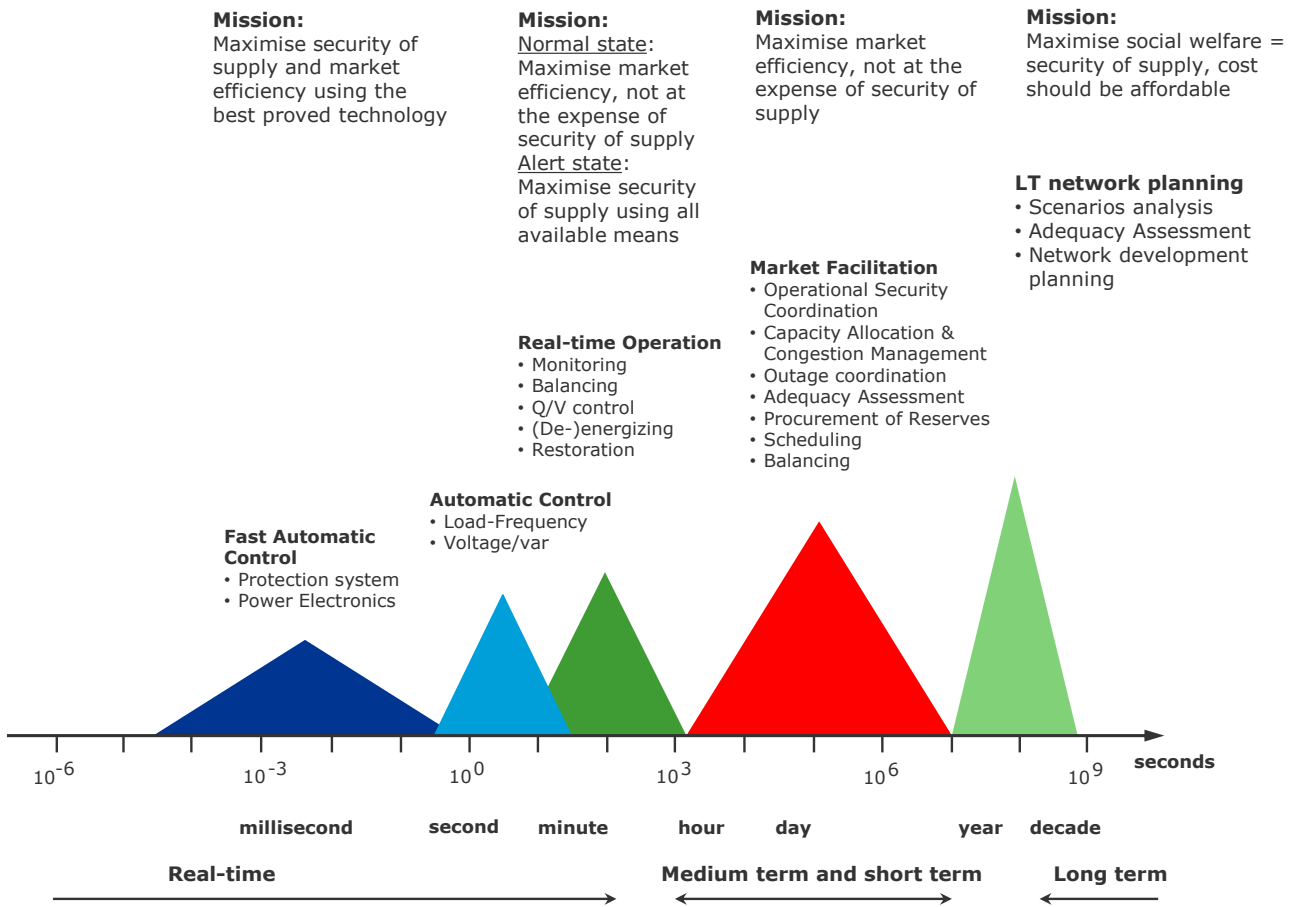 Mission:
Maximise security of
supply and market
efficiency using the
best proved technology
Mission:
Normal state:
Maximise market
efficiency, not at
the expense of
security of supply
Alert state:
Maximise security
of supply using all
available means
Mission:
Maximise market
efficiency, not at the
expense of security of
supply
Mission:
Maximise social welfare =
security of supply, cost
should be affordable
LT network planning
• Scenarios analysis
• Adequacy Assessment
• Network development
planning
Market Facilitation
• Operational Security
Coordination
• Capacity Allocation &
Congestion Management
• Outage coordination
• Adequacy Assessment
• Procurement of Reserves
• Scheduling
• Balancing
Real-time Operation
• Monitoring
• Balancing
• Q/V control
• (De-)energizing
• Restoration
Automatic Control
• Load-Frequency
• Voltage/var
Fast Automatic
Control
• Protection system
• Power Electronics
10⁻⁶ 10⁻³ 10⁰ 10³ 10⁶ 10⁹ seconds
millisecond second minute hour day year decade
Real-time Medium term and short term Long term